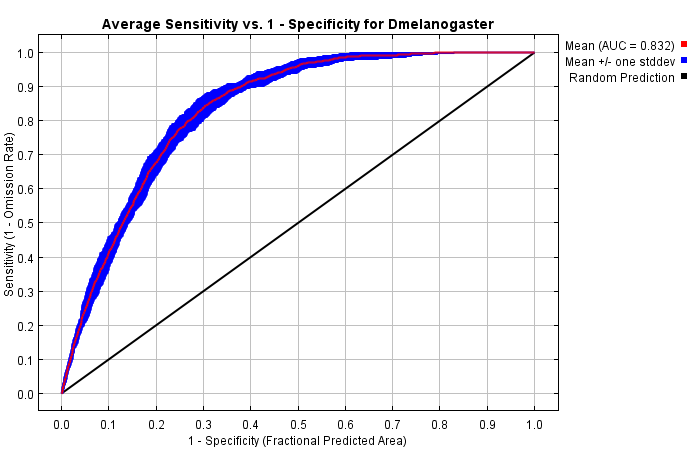 Average Sensitivity vs. 1 - Specificity for Dmelanogaster
Mean (AUC = 0.832)
Mean +/- one stddev
Random Prediction
Sensitivity (1 - Omission Rate)
1.0
0.9
0.8
0.7
0.6
0.5
0.4
0.3
0.2
0.1
0.0
0.0 0.1 0.2 0.3 0.4 0.5 0.6 0.7 0.8 0.9 1.0
1 - Specificity (Fractional Predicted Area)